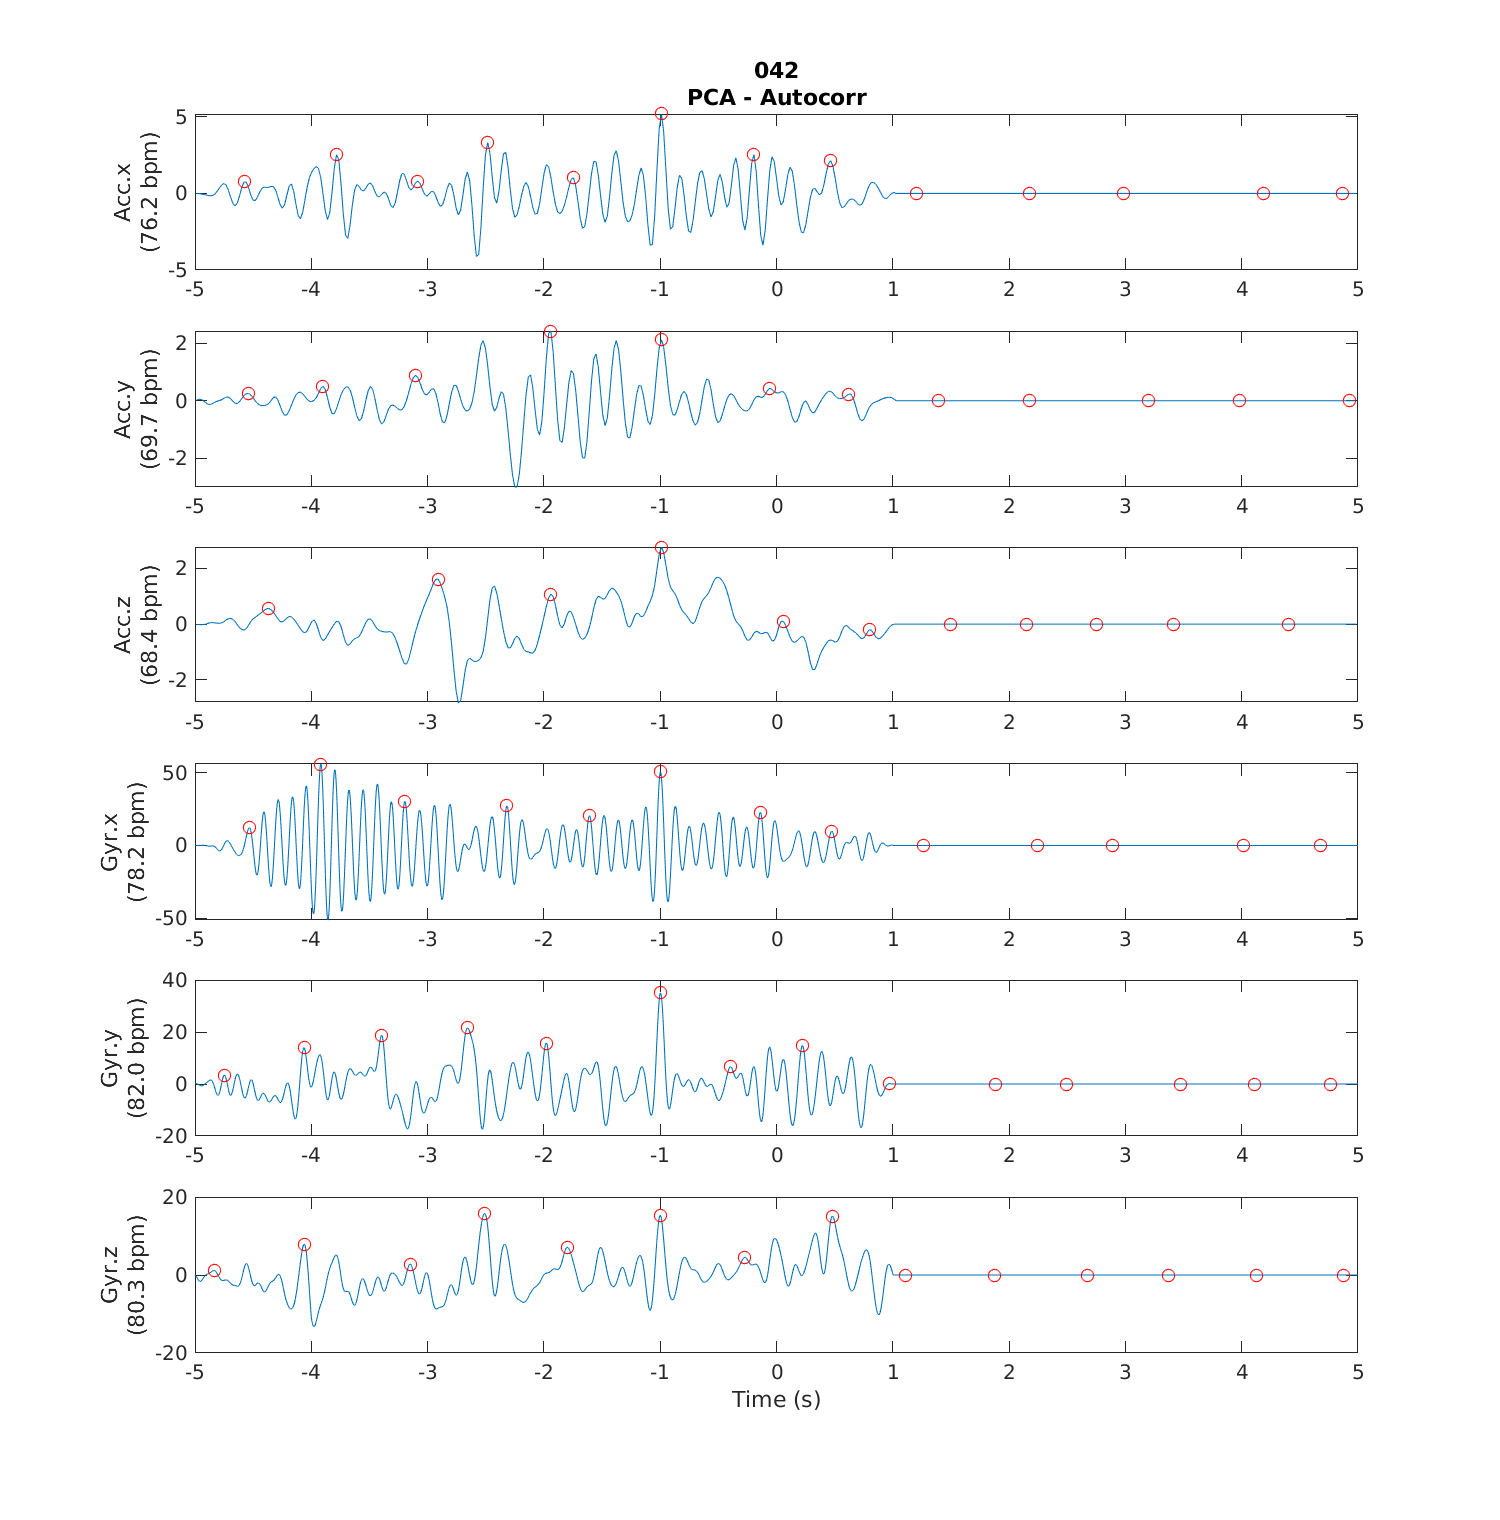 042
PCA - Autocorr
Acc.x
(76.2 bpm)
5
0
-5
-5 -4 -3 -2 -1 0 1 2 3 4 5
Acc.y
(69.7 bpm)
2
0
-2
-5 -4 -3 -2 -1 0 1 2 3 4 5
Acc.z
(68.4 bpm)
2
0
-2
-5 -4 -3 -2 -1 0 1 2 3 4 5
Gyr.x
(78.2 bpm)
50
0
-50
-5 -4 -3 -2 -1 0 1 2 3 4 5
Gyr.y
(82.0 bpm)
40
20
0
-20
-5 -4 -3 -2 -1 0 1 2 3 4 5
Gyr.z
(80.3 bpm)
20
0
-20
-5 -4 -3 -2 -1 0 1 2 3 4 5
Time (s)